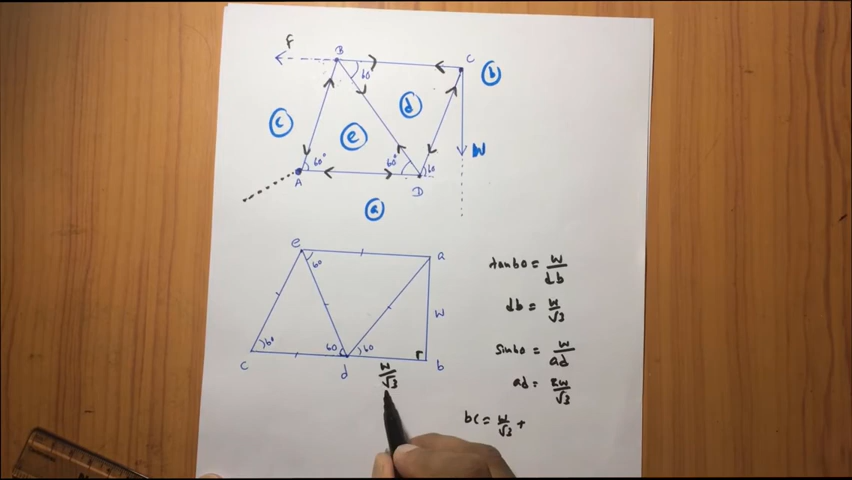 F
B
C
b
60
d
c
e
W
60°
60°
60
A
D
a
e
a
60
W
60
60
60
c
d
b
W/√3
tan60 = W/db
db = W/√3
sin60 = W/ad
ad = 2W/√3
bc = W/√3 +